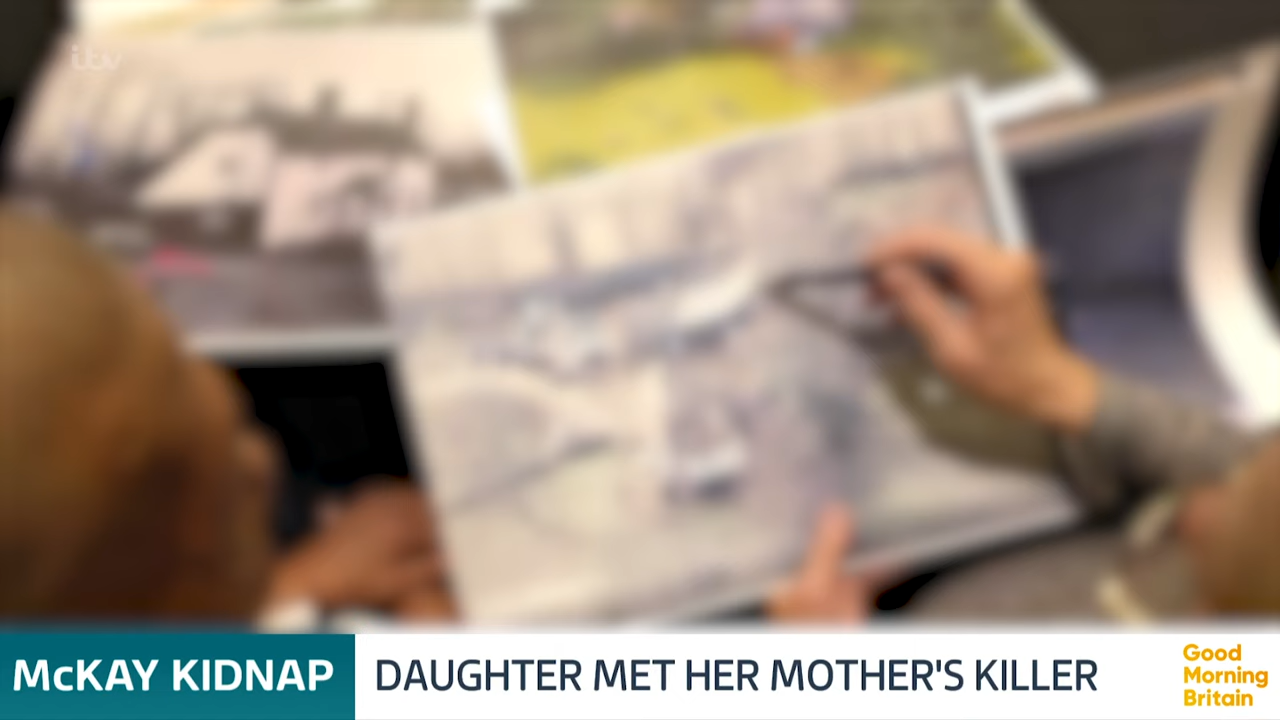 itv
McKAY KIDNAP
DAUGHTER MET HER MOTHER'S KILLER
Good
Morning
Britain